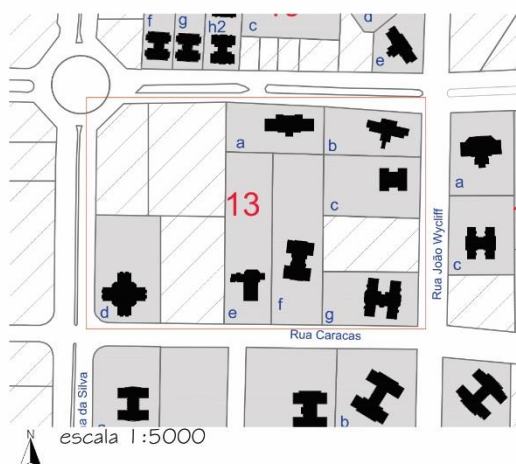 f
g
h2
c
d
e
a
b
13
c
a
Rua João Wycliff
c
d
e
f
g
Rua Caracas
da Silva
b
N
escala 1:5000